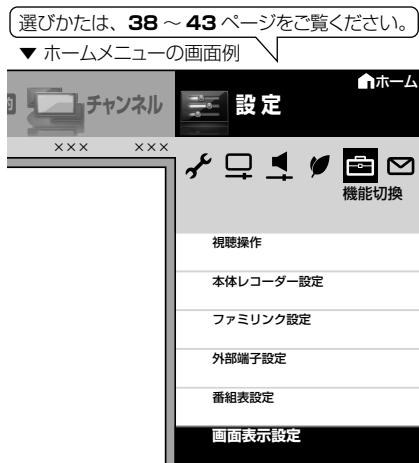 選びかたは、38 ～ 43 ページをご覧ください。
▼ ホームメニューの画面例
ホーム
チャンネル
設定
××× ×××
機能切換
視聴操作
本体レコーダー設定
ファミリンク設定
外部端子設定
番組表設定
画面表示設定